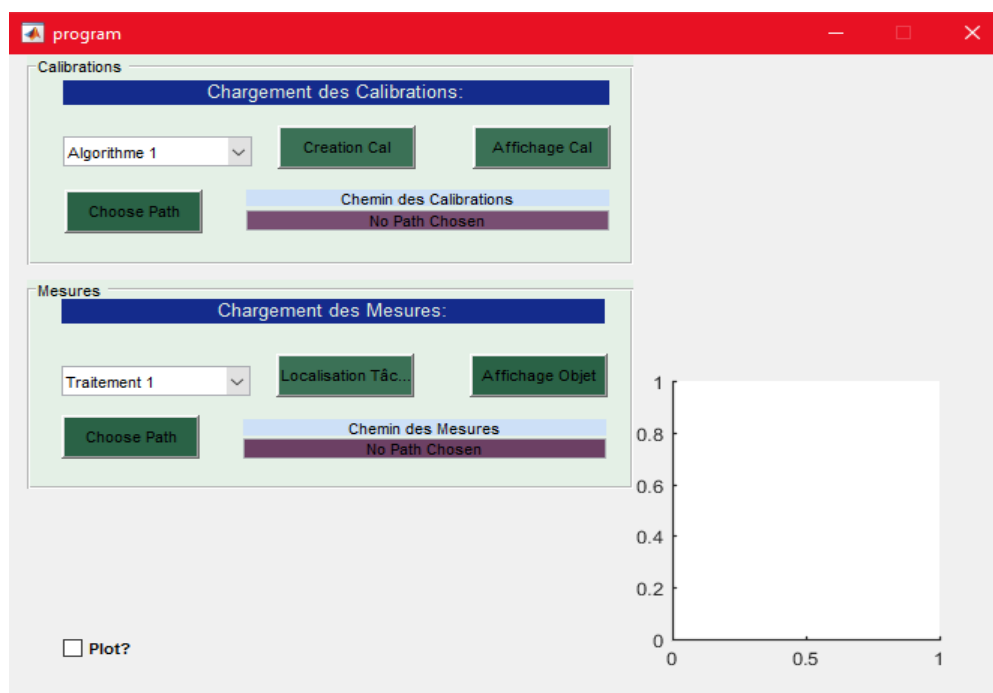 program
Calibrations
Chargement des Calibrations:
Algorithme 1
Creation Cal
Affichage Cal
Choose Path
Chemin des Calibrations
No Path Chosen
Mesures
Chargement des Mesures:
Traitement 1
Localisation Tâc...
Affichage Objet
Choose Path
Chemin des Mesures
No Path Chosen
1
0.8
0.6
0.4
0.2
0
0 0.5 1
Plot?